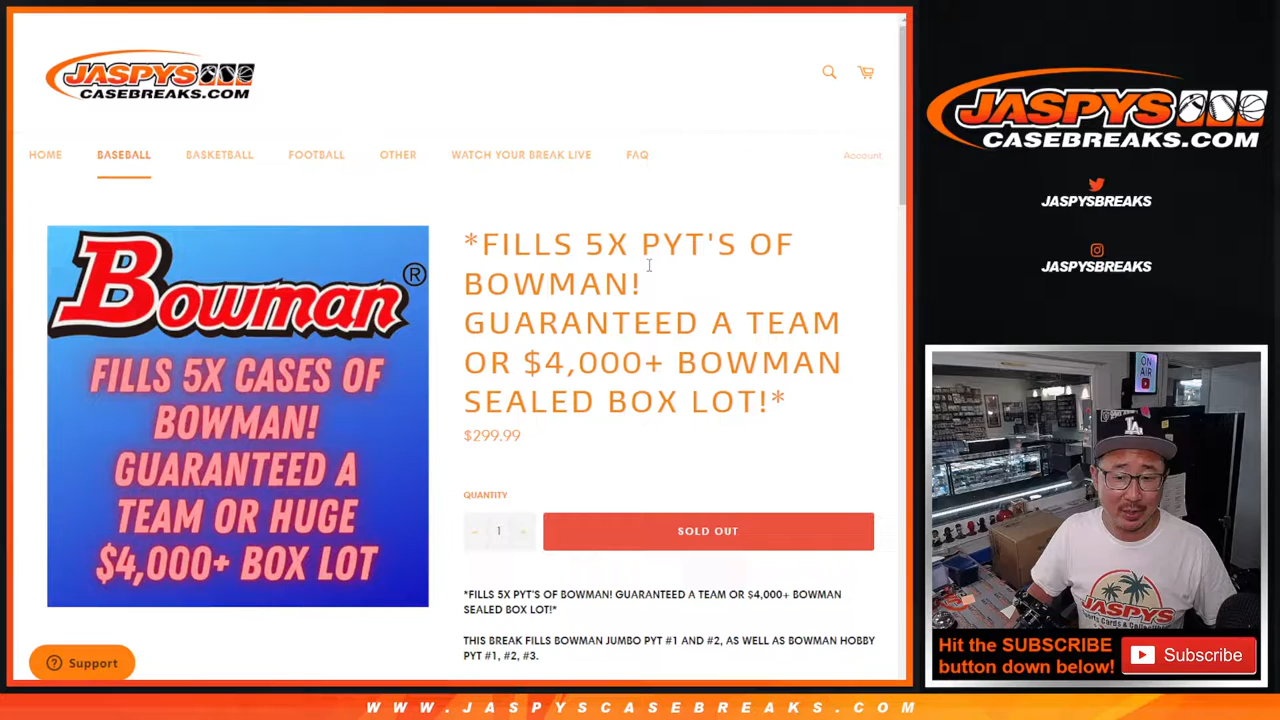 JASPYS
CASEBREAKS.COM
HOME
BASEBALL
BASKETBALL
FOOTBALL
OTHER
WATCH YOUR BREAK LIVE
FAQ
Account
Bowman®
FILLS 5X CASES OF
BOWMAN!
GUARANTEED A
TEAM OR HUGE
$4,000+ BOX LOT
*FILLS 5X PYT'S OF
BOWMAN!
GUARANTEED A TEAM
OR $4,000+ BOWMAN
SEALED BOX LOT!*
$299.99
QUANTITY
- 1 +
SOLD OUT
*FILLS 5X PYT'S OF BOWMAN! GUARANTEED A TEAM OR $4,000+ BOWMAN
SEALED BOX LOT!*
THIS BREAK FILLS BOWMAN JUMBO PYT #1 AND #2, AS WELL AS BOWMAN HOBBY
PYT #1, #2, #3.
Support
JASPYS
CASEBREAKS.COM
JASPYSBREAKS
JASPYSBREAKS
ON
AIR
LA
JASPYS
Hit the SUBSCRIBE
button down below!
Subscribe
WWW.JASPYSCASEBREAKS.COM